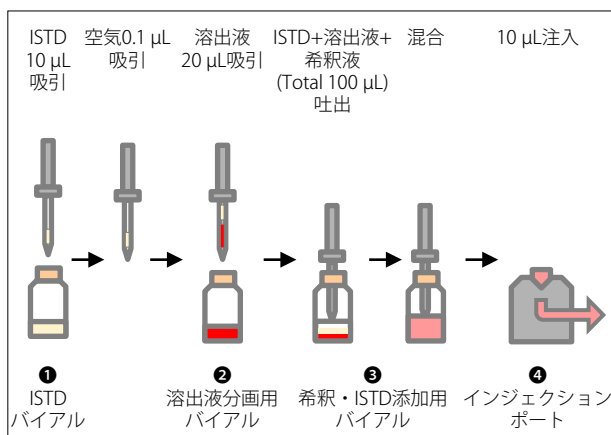 ISTD
10 µL
吸引
空気0.1 µL
吸引
溶出液
20 µL吸引
ISTD+溶出液+
希釈液
(Total 100 µL)
吐出
混合
10 µL注入
❶
ISTD
バイアル
❷
溶出液分画用
バイアル
❸
希釈・ISTD添加用
バイアル
❹
インジェクション
ポート